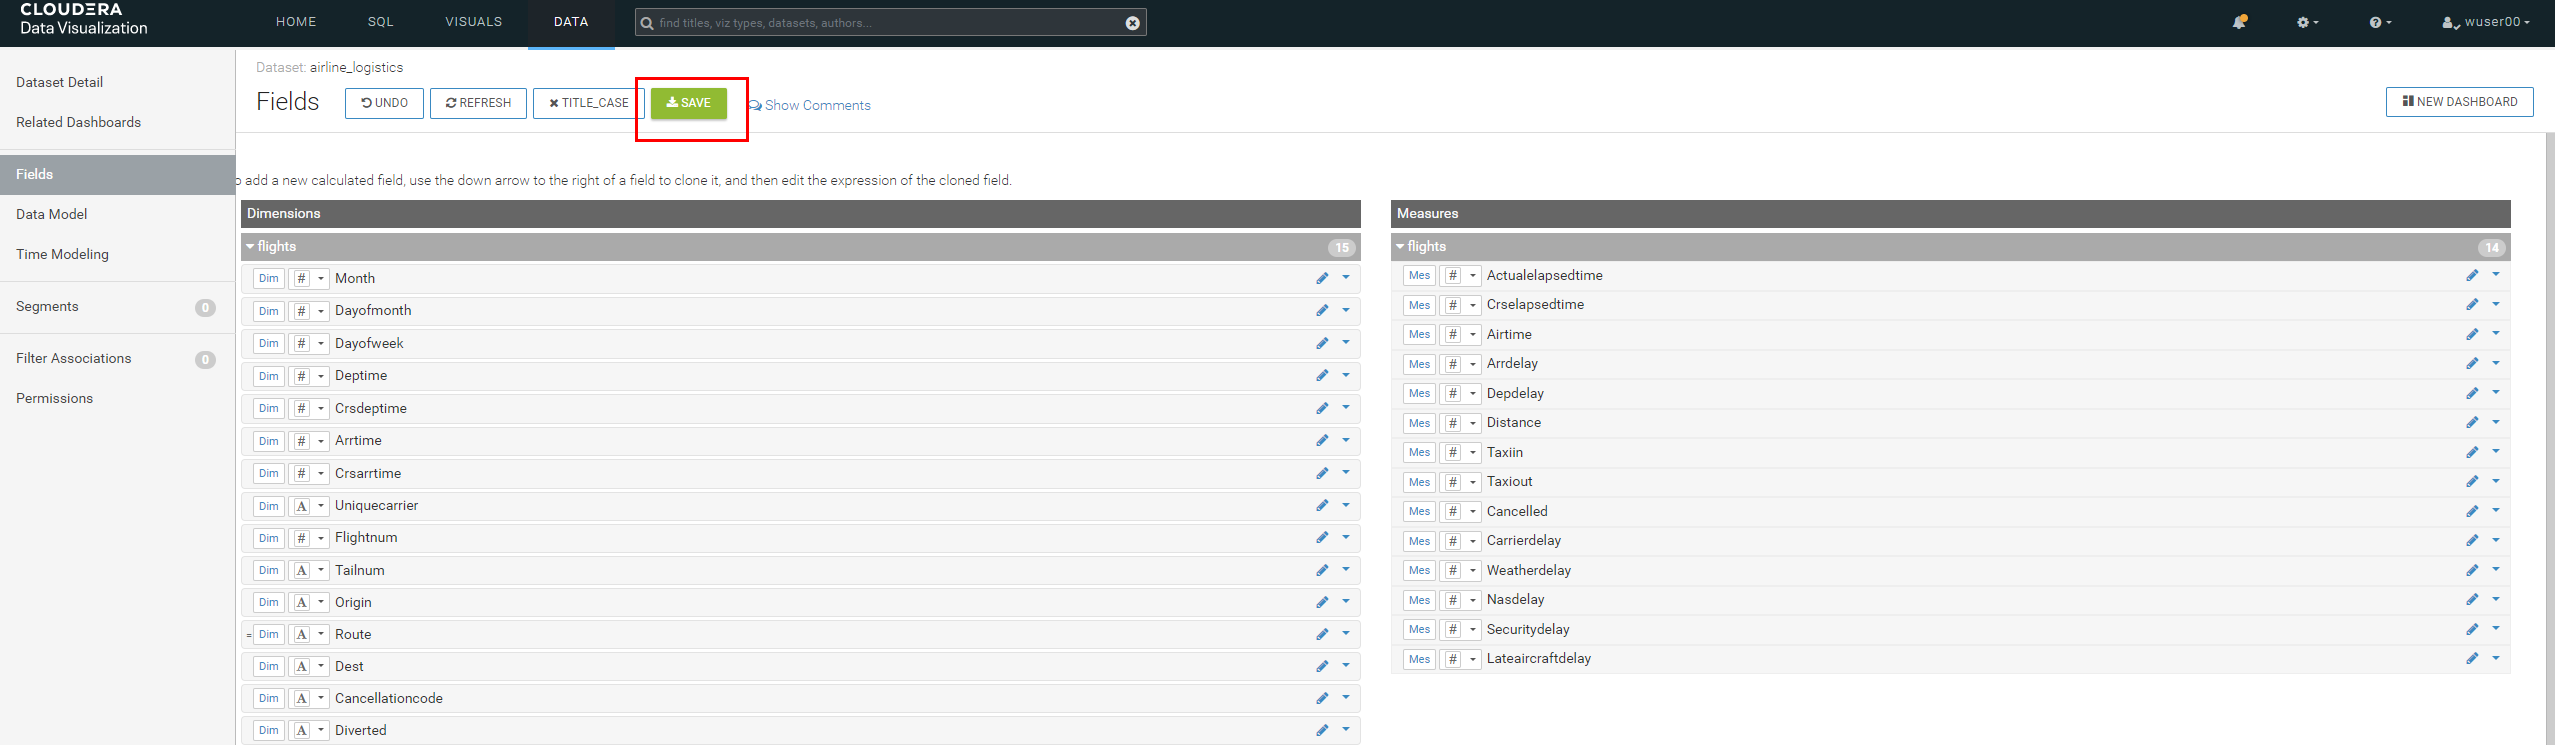 CLOUDERA
Data Visualization
HOME SQL VISUALS DATA
find titles, viz types, datasets, authors...
wuser00
Dataset Detail
Related Dashboards
Fields
Data Model
Time Modeling
Segments 0
Filter Associations 0
Permissions
Dataset: airline_logistics
Fields
UNDO REFRESH TITLE_CASE SAVE Show Comments
NEW DASHBOARD
o add a new calculated field, use the down arrow to the right of a field to clone it, and then edit the expression of the cloned field.
Dimensions
flights 15
Dim # Month
Dim # Dayofmonth
Dim # Dayofweek
Dim # Deptime
Dim # Crsdeptime
Dim # Arrtime
Dim # Crsarrtime
Dim A Uniquecarrier
Dim # Flightnum
Dim A Tailnum
Dim A Origin
= Dim A Route
Dim A Dest
Dim A Cancellationcode
Dim A Diverted
Measures
flights 14
Mes # Actualelapsedtime
Mes # Crselapsedtime
Mes # Airtime
Mes # Arrdelay
Mes # Depdelay
Mes # Distance
Mes # Taxiin
Mes # Taxiout
Mes # Cancelled
Mes # Carrierdelay
Mes # Weatherdelay
Mes # Nasdelay
Mes # Securitydelay
Mes # Lateaircraftdelay